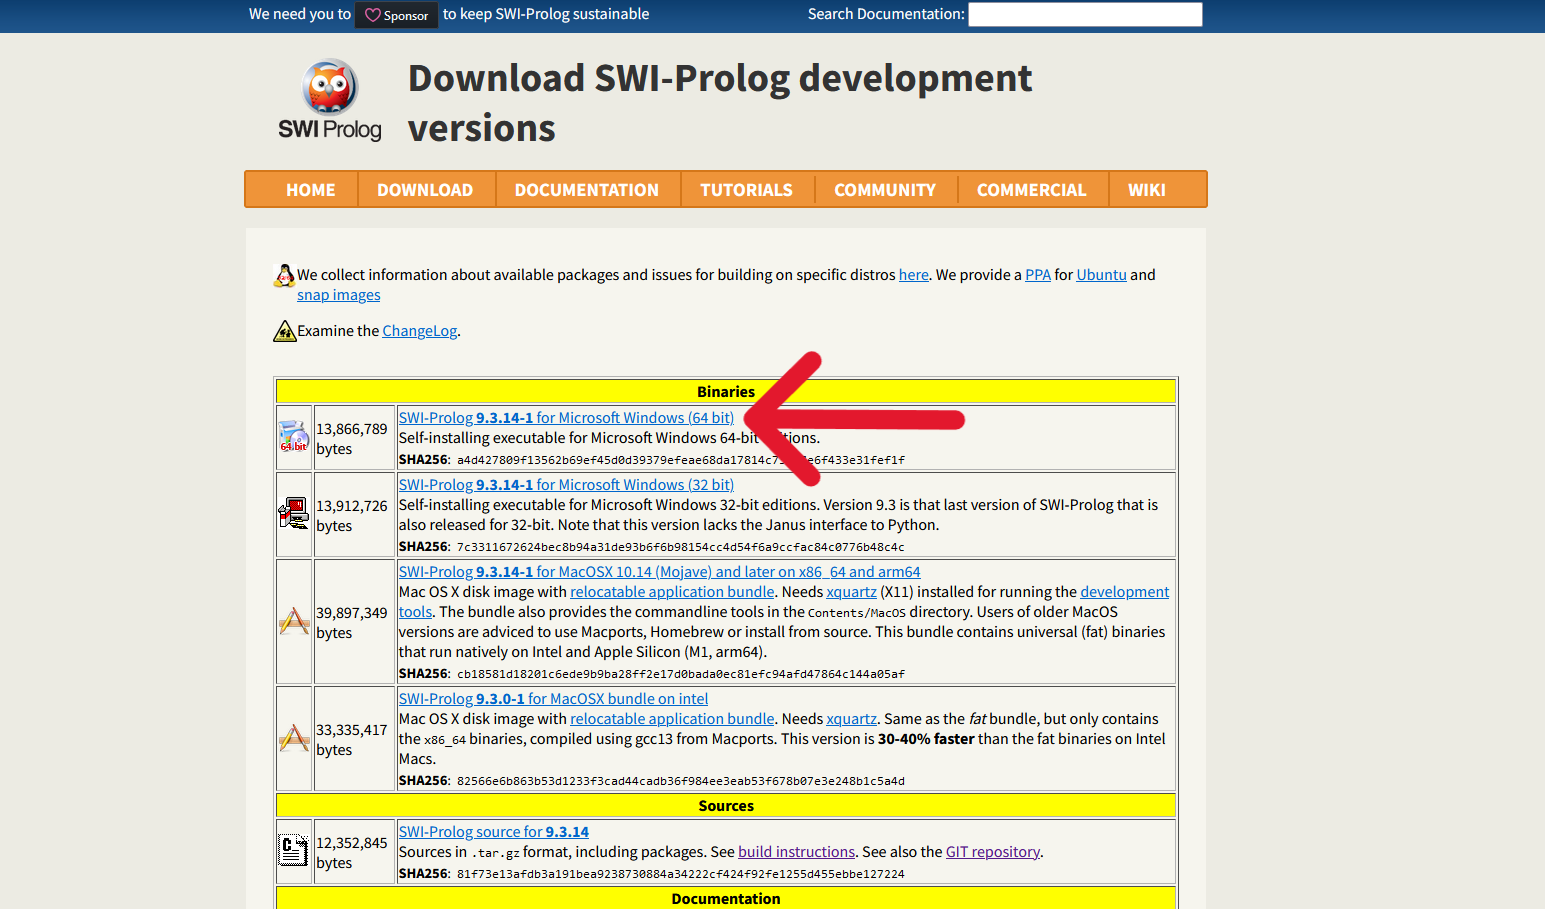 We need you to Sponsor to keep SWI-Prolog sustainable
Search Documentation:
SWI Prolog
Download SWI-Prolog development
versions
HOME DOWNLOAD DOCUMENTATION TUTORIALS COMMUNITY COMMERCIAL WIKI
We collect information about available packages and issues for building on specific distros here. We provide a PPA for Ubuntu and
snap images
Examine the ChangeLog.
Binaries
64 bit
13,866,789
bytes
SWI-Prolog 9.3.14-1 for Microsoft Windows (64 bit)
Self-installing executable for Microsoft Windows 64-bit
SHA256:
13,912,726
bytes
SWI-Prolog 9.3.14-1 for Microsoft Windows (32 bit)
Self-installing executable for Microsoft Windows 32-bit editions. Version 9.3 is that last version of SWI-Prolog that is
also released for 32-bit. Note that this version lacks the Janus interface to Python.
SHA256: 7c3311672624bec8b94a31de93b6f6b98154cc4d54f6a9ccfac84c0776b48c4c
39,897,349
bytes
SWI-Prolog 9.3.14-1 for MacOSX 10.14 (Mojave) and later on x86_64 and arm64
Mac OS X disk image with relocatable application bundle. Needs xquartz (X11) installed for running the development
tools. The bundle also provides the commandline tools in the Contents/MacOS directory. Users of older MacOS
versions are adviced to use Macports, Homebrew or install from source. This bundle contains universal (fat) binaries
that run natively on Intel and Apple Silicon (M1, arm64).
SHA256: cb18581d18201c6ede9b9ba28ff2e17d0bada0ec81efc94afd47864c144a05af
33,335,417
bytes
SWI-Prolog 9.3.0-1 for MacOSX bundle on intel
Mac OS X disk image with relocatable application bundle. Needs xquartz. Same as the fat bundle, but only contains
the x86_64 binaries, compiled using gcc13 from Macports. This version is 30-40% faster than the fat binaries on Intel
Macs.
SHA256: 82566e6b863b53d1233f3cad44cadb36f984ee3eab53f678b07e3e248b1c5a4d
Sources
12,352,845
bytes
SWI-Prolog source for 9.3.14
Sources in .tar.gz format, including packages. See build instructions. See also the GIT repository.
SHA256: 81f73e13afdb3a191bea9238730884a34222cf424f92fe1255d455ebbe127224
Documentation